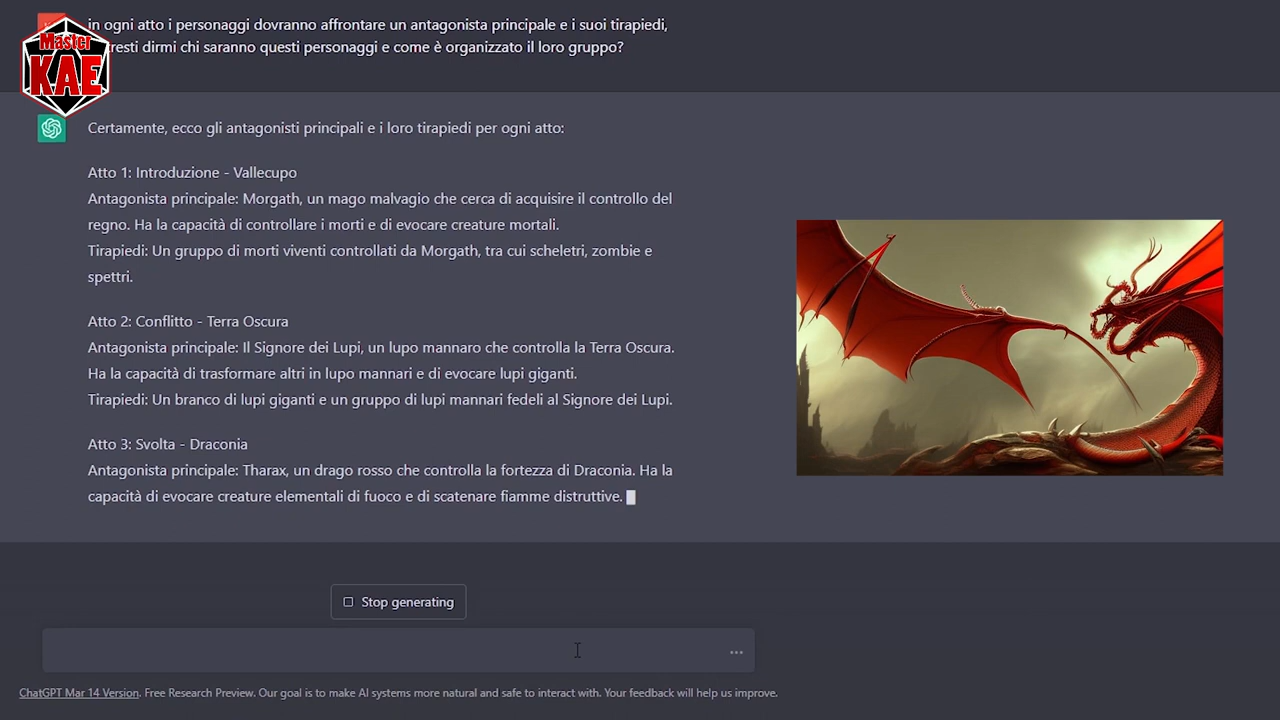 in ogni atto i personaggi dovranno affrontare un antagonista principale e i suoi tirapiedi,
dirmi chi saranno questi personaggi e come è organizzato il loro gruppo?
Master
KAE
Certamente, ecco gli antagonisti principali e i loro tirapiedi per ogni atto:
Atto 1: Introduzione - Vallecupo
Antagonista principale: Morgath, un mago malvagio che cerca di acquisire il controllo del
regno. Ha la capacità di controllare i morti e di evocare creature mortali.
Tirapiedi: Un gruppo di morti viventi controllati da Morgath, tra cui scheletri, zombie e
spettri.
Atto 2: Conflitto - Terra Oscura
Antagonista principale: Il Signore dei Lupi, un lupo mannaro che controlla la Terra Oscura.
Ha la capacità di trasformare altri in lupo mannari e di evocare lupi giganti.
Tirapiedi: Un branco di lupi giganti e un gruppo di lupi mannari fedeli al Signore dei Lupi.
Atto 3: Svolta - Draconia
Antagonista principale: Tharax, un drago rosso che controlla la fortezza di Draconia. Ha la
capacità di evocare creature elementali di fuoco e di scatenare fiamme distruttive.
Stop generating
ChatGPT Mar 14 Version. Free Research Preview. Our goal is to make AI systems more natural and safe to interact with. Your feedback will help us improve.